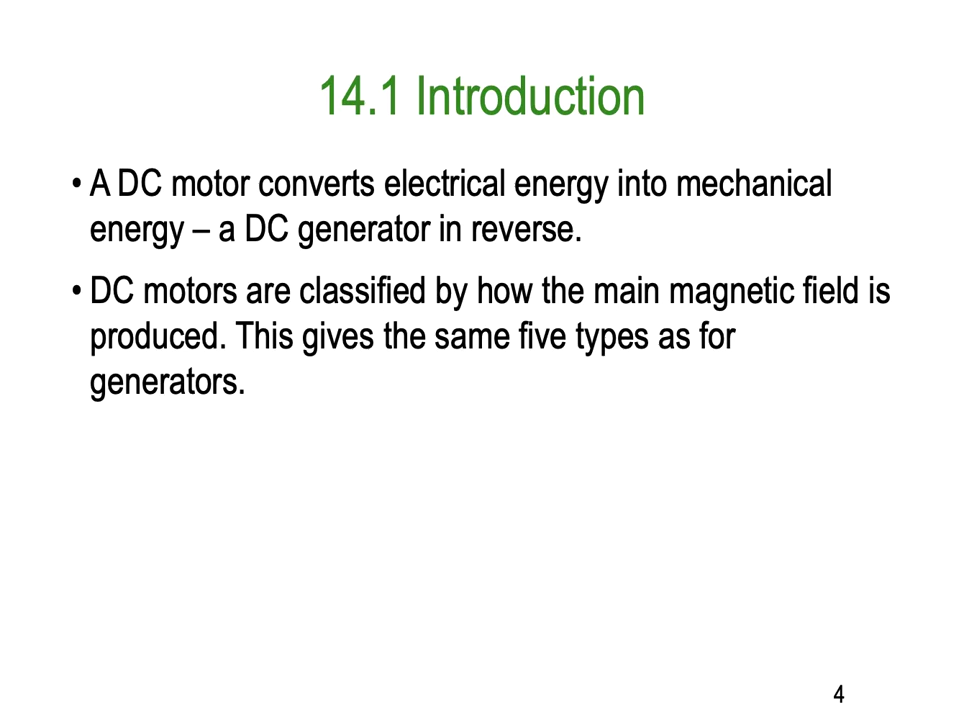 14.1 Introduction
• A DC motor converts electrical energy into mechanical
energy – a DC generator in reverse.
• DC motors are classified by how the main magnetic field is
produced. This gives the same five types as for
generators.
4